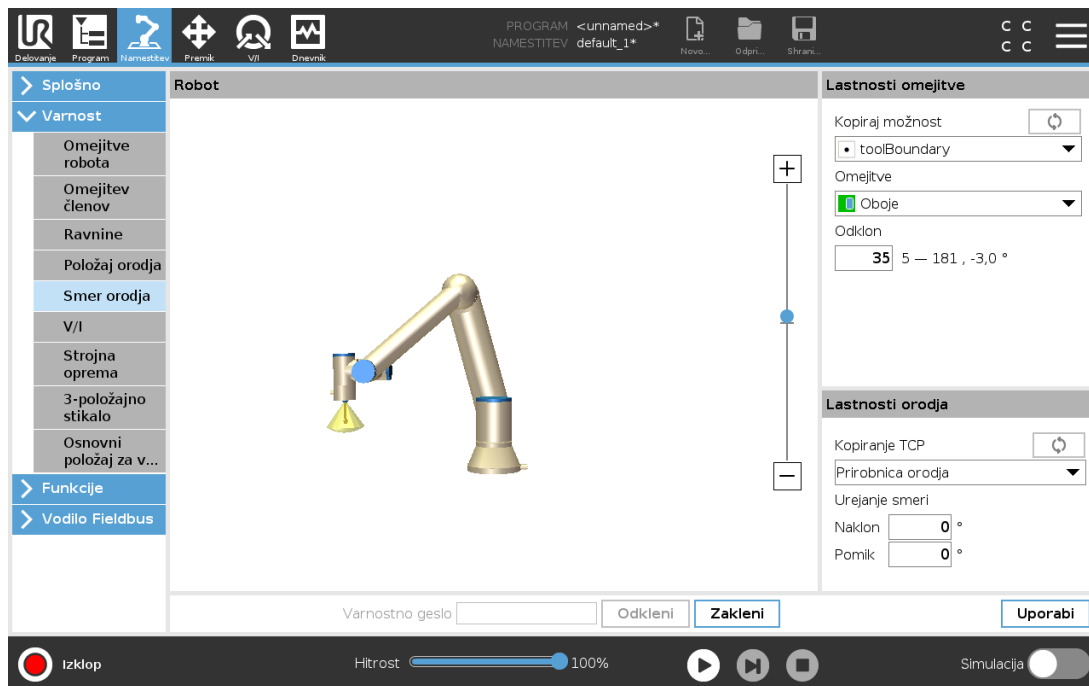 PROGRAM <unnamed>*
NAMESTITEV default_1*
Delovanje
Program
Namestitev
Premik
V/I
Dnevnik
Novo...
Odpri...
Shrani...
C C
C C
Splošno
Varnost
Omejitve
robota
Omejitev
členov
Ravnine
Položaj orodja
Smer orodja
V/I
Strojna
oprema
3-položajno
stikalo
Osnovni
položaj za v...
Funkcije
Vodilo Fieldbus
Robot
Lastnosti omejitve
Kopiraj možnost
toolBoundary
Omejitve
Oboje
Odklon
35 5 — 181 , -3,0 °
Lastnosti orodja
Kopiranje TCP
Prirobnica orodja
Urejanje smeri
Naklon 0 °
Pomik 0 °
Varnostno geslo Odkleni Zakleni Uporabi
Izklop Hitrost 100% Simulacija